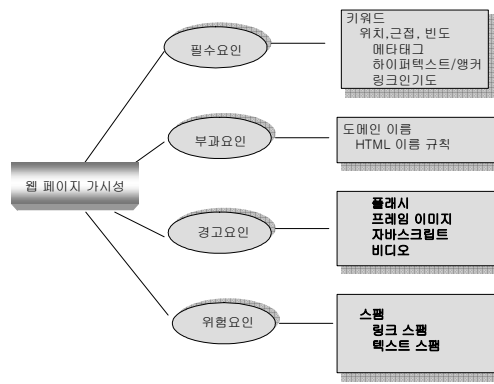 키워드
위치,근접, 빈도
메타태그
하이퍼텍스트/앵커
링크인기도
필수요인
도메인 이름
HTML 이름 규칙
부과요인
웹 페이지 가시성
플래시
프레임 이미지
자바스크립트
비디오
경고요인
스팸
링크 스팸
텍스트 스팸
위험요인